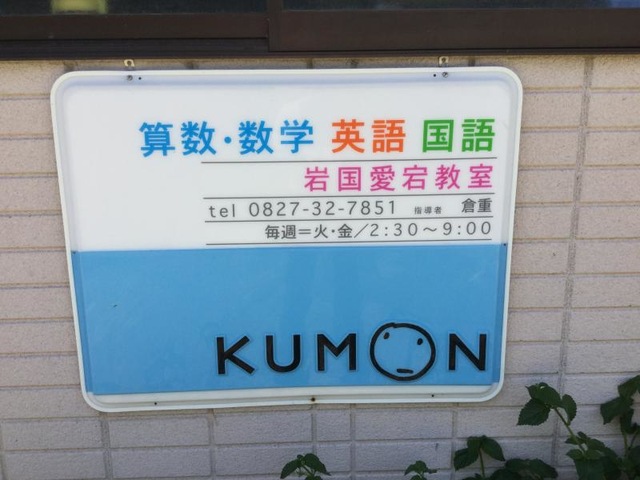 算数・数学 英語 国語
岩国愛宕教室
tel 0827-32-7851 指導者 倉重
毎週＝火・金／2:30～9:00
KUMON